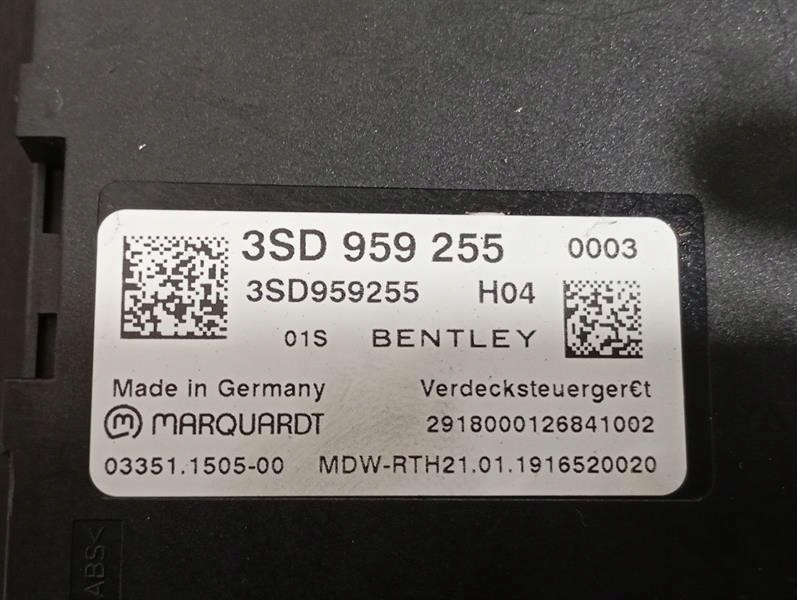 3SD 959 255 0003
3SD959255 H04
01S BENTLEY
Made in Germany Verdecksteuerger€t
MARQUARDT 2918000126841002
03351.1505-00 MDW-RTH21.01.1916520020
>ABS<